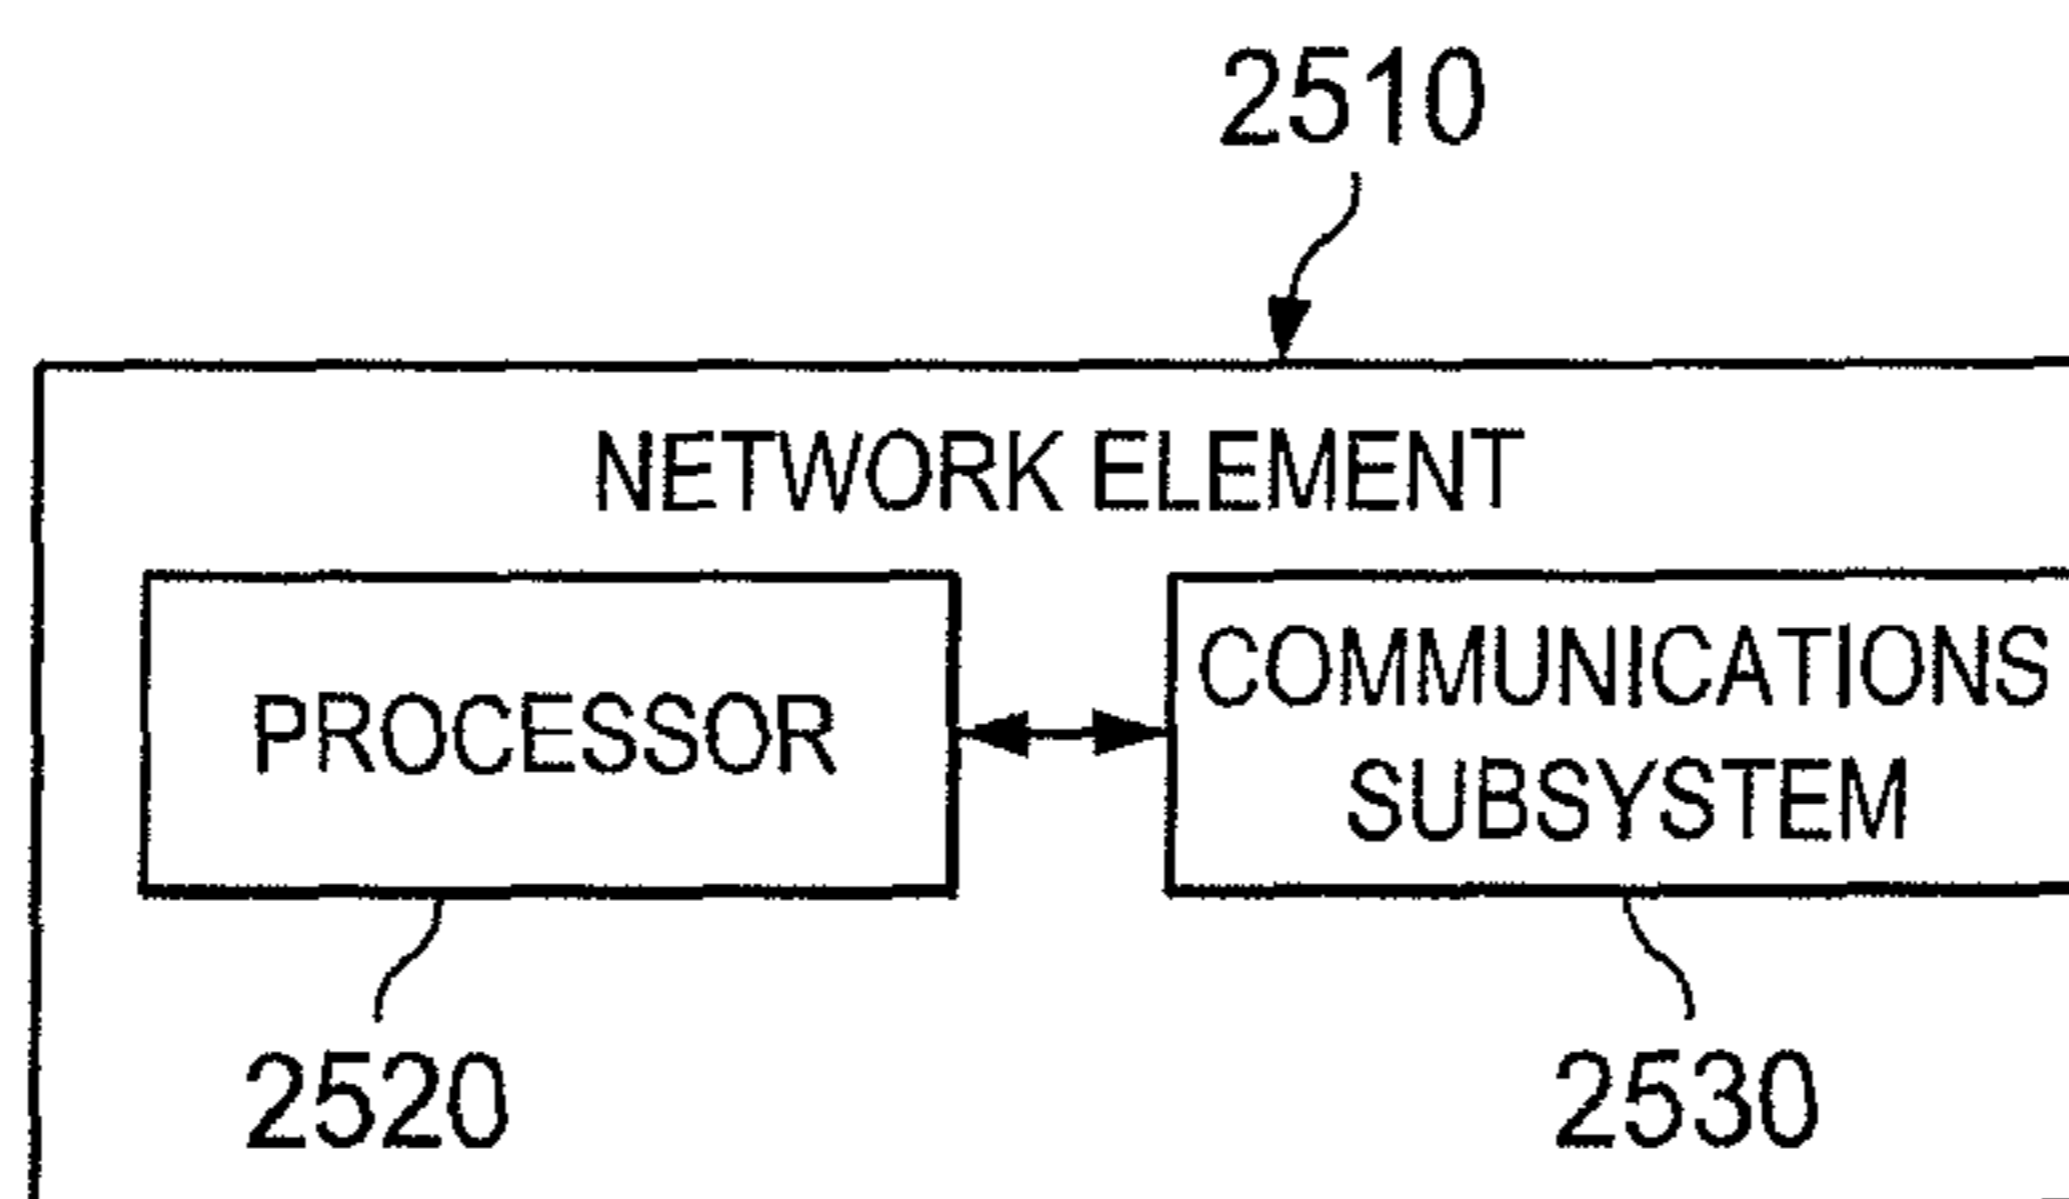 2510
NETWORK ELEMENT
PROCESSOR
COMMUNICATIONS
SUBSYSTEM
2520
2530